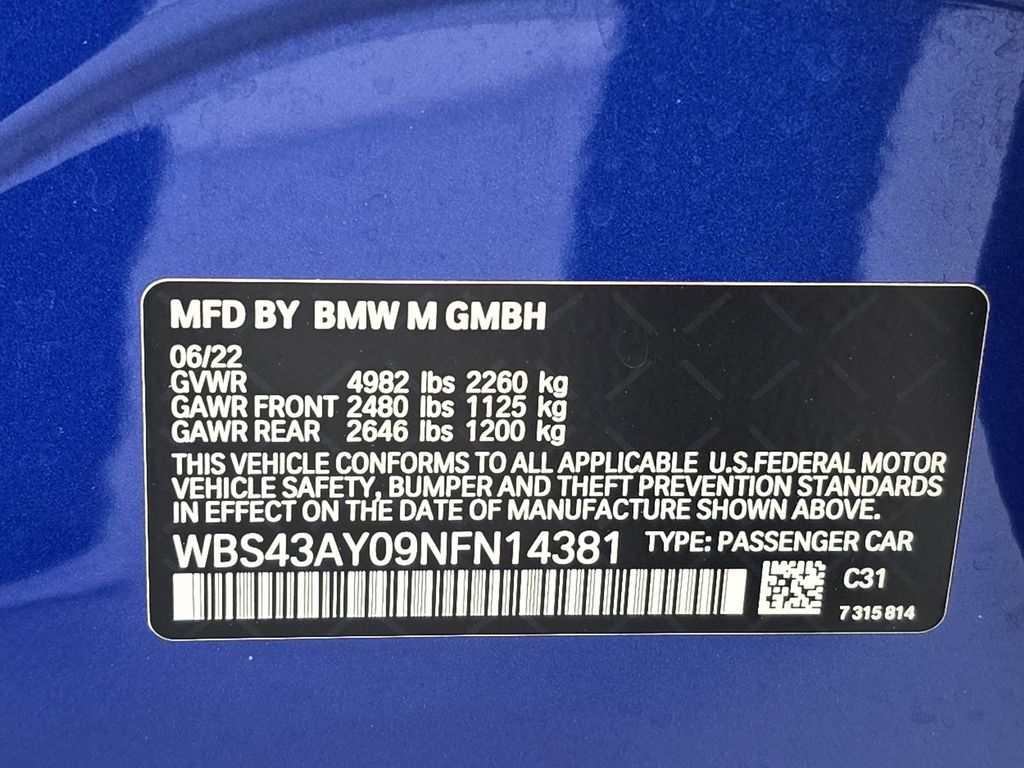 MFD BY BMW M GMBH
06/22
GVWR 4982 lbs 2260 kg
GAWR FRONT 2480 lbs 1125 kg
GAWR REAR 2646 lbs 1200 kg
THIS VEHICLE CONFORMS TO ALL APPLICABLE U.S.FEDERAL MOTOR
VEHICLE SAFETY, BUMPER AND THEFT PREVENTION STANDARDS
IN EFFECT ON THE DATE OF MANUFACTURE SHOWN ABOVE.
WBS43AY09NFN14381 TYPE: PASSENGER CAR
C31
7 315 814